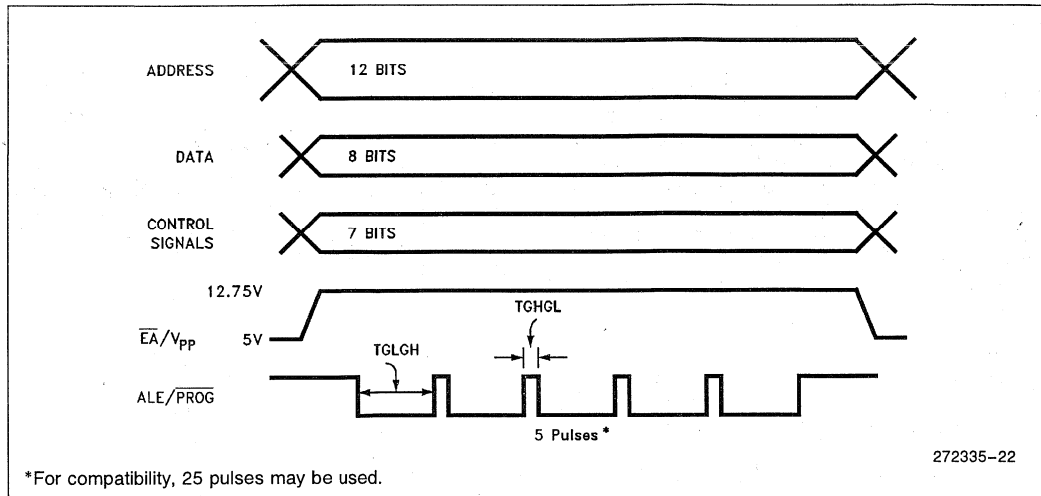 ADDRESS
12 BITS
DATA
8 BITS
CONTROL
SIGNALS
7 BITS
12.75V
EA/VPP
5V
TGLGH
TGHGL
ALE/PROG
5 Pulses*
272335–22
*For compatibility, 25 pulses may be used.